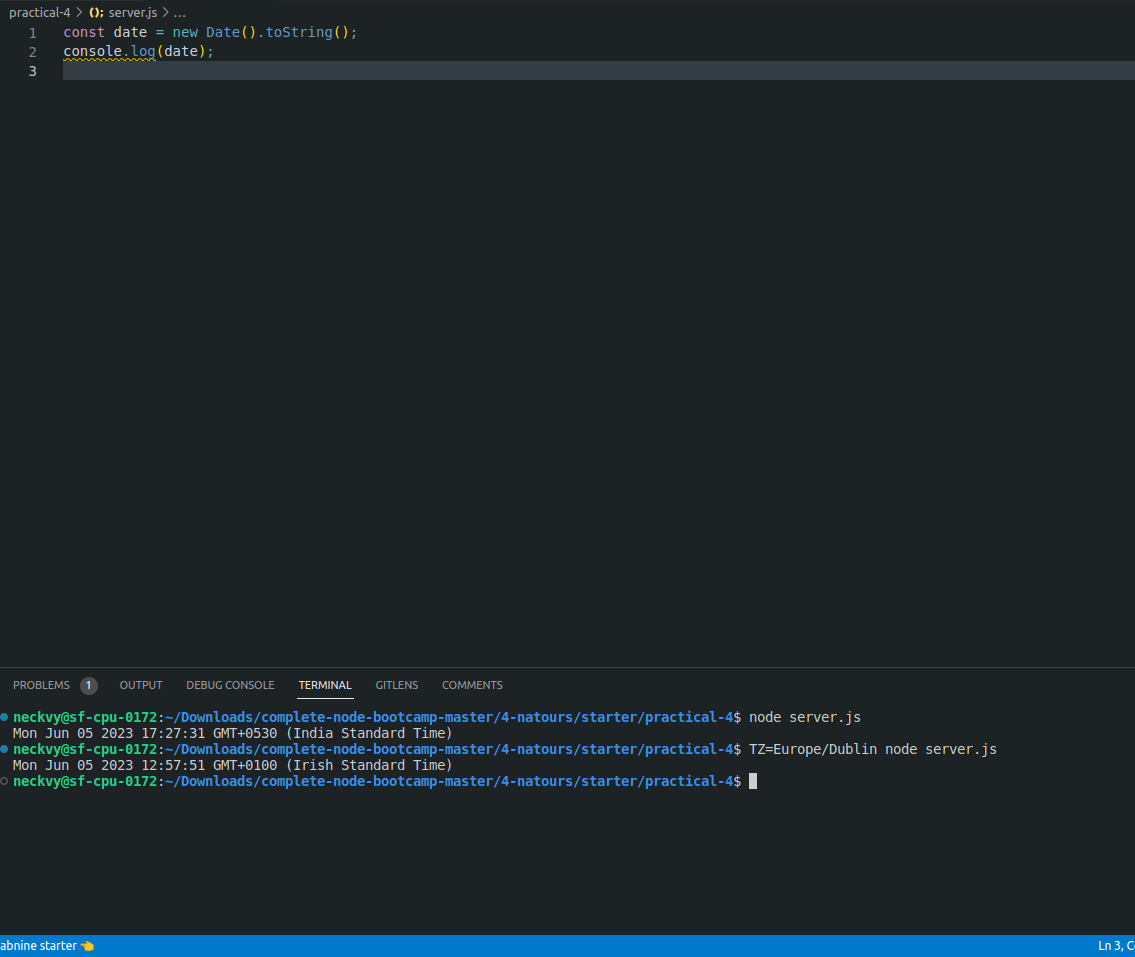 practical-4 > (); server.js > ...
1 const date = new Date().toString();
2 console.log(date);
3
PROBLEMS 1 OUTPUT DEBUG CONSOLE TERMINAL GITLENS COMMENTS
neckvy@sf-cpu-0172:~/Downloads/complete-node-bootcamp-master/4-natours/starter/practical-4$ node server.js
Mon Jun 05 2023 17:27:31 GMT+0530 (India Standard Time)
neckvy@sf-cpu-0172:~/Downloads/complete-node-bootcamp-master/4-natours/starter/practical-4$ TZ=Europe/Dublin node server.js
Mon Jun 05 2023 12:57:51 GMT+0100 (Irish Standard Time)
neckvy@sf-cpu-0172:~/Downloads/complete-node-bootcamp-master/4-natours/starter/practical-4$
abnine starter 👈 Ln 3, C